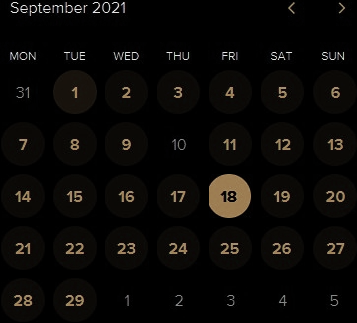 September 2021
MON TUE WED THU FRI SAT SUN
31 1 2 3 4 5 6
7 8 9 10 11 12 13
14 15 16 17 18 19 20
21 22 23 24 25 26 27
28 29 1 2 3 4 5